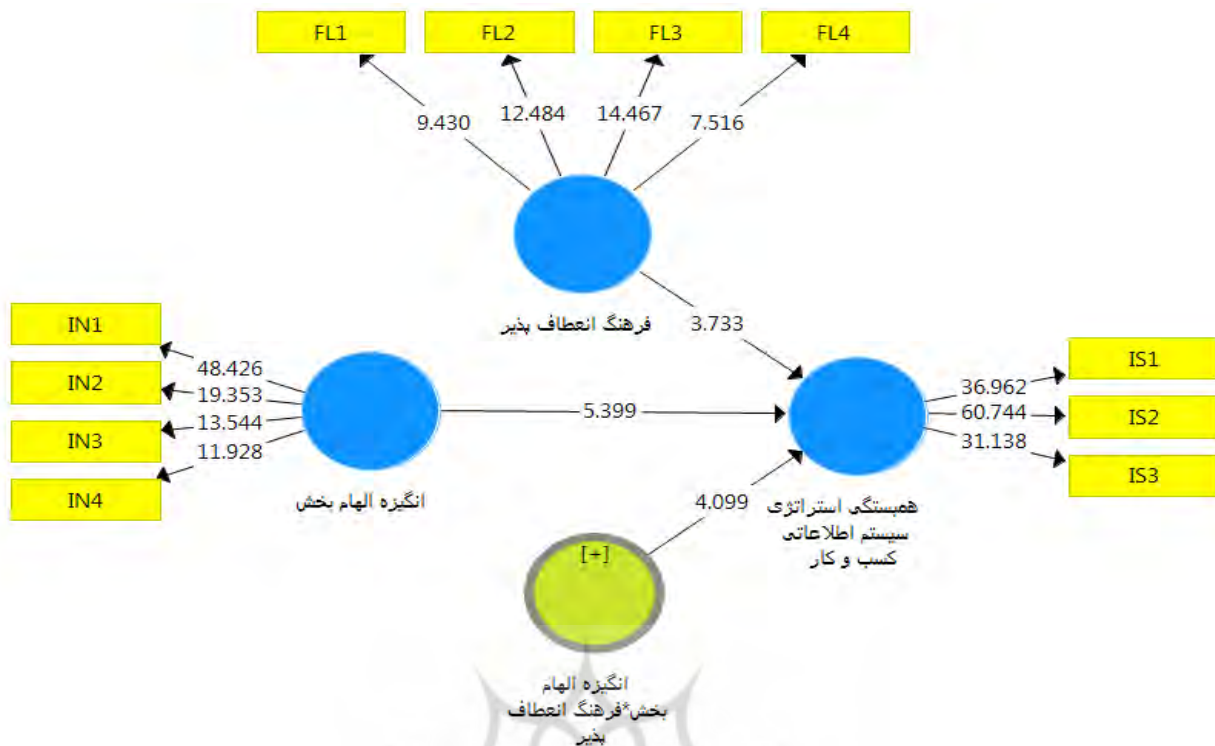 FL1 FL2 FL3 FL4
9.430 12.484 14.467 7.516
فرهنگ انعطاف پذیر
3.733
IN1
IN2
IN3
IN4
48.426
19.353
13.544
11.928
انگیزه الهام بخش
5.399
IS1
IS2
IS3
36.962
60.744
31.138
همبستگی استراتژی
سیستم اطلاعاتی
کسب و کار
4.099
[+]
انگیزه الهام
بخش*فرهنگ انعطاف
پذیر